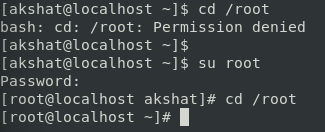 [akshat@localhost ~]$ cd /root
bash: cd: /root: Permission denied
[akshat@localhost ~]$
[akshat@localhost ~]$ su root
Password:
[root@localhost akshat]# cd /root
[root@localhost ~]#